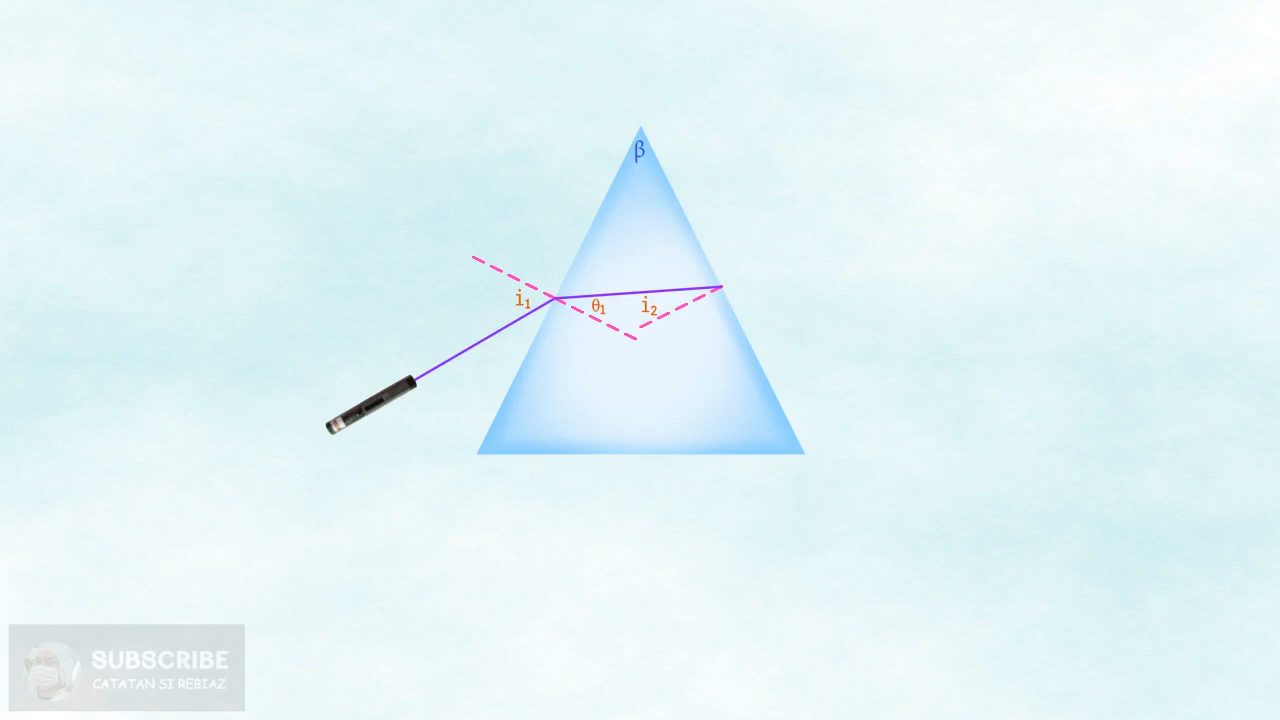 β
i₁
θ₁
i₂
SUBSCRIBE
CATATAN SI REBIAZ